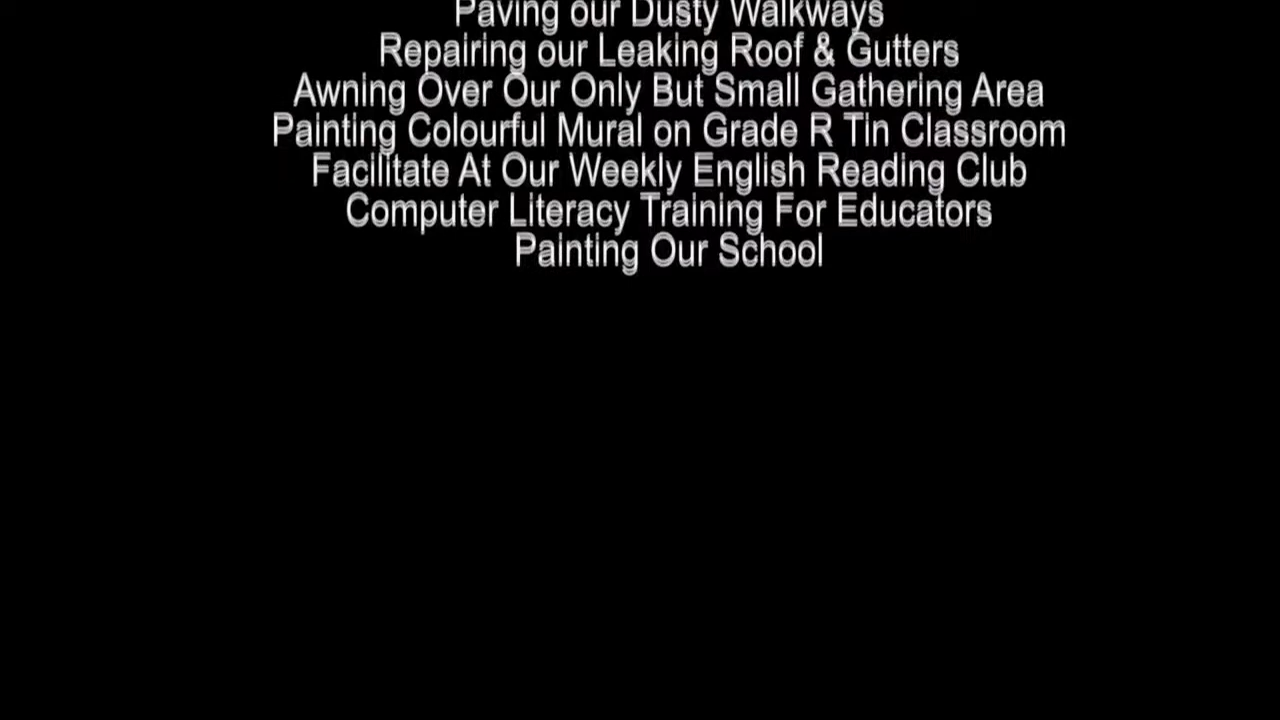 Paving our Dusty Walkways
Repairing our Leaking Roof & Gutters
Awning Over Our Only But Small Gathering Area
Painting Colourful Mural on Grade R Tin Classroom
Facilitate At Our Weekly English Reading Club
Computer Literacy Training For Educators
Painting Our School